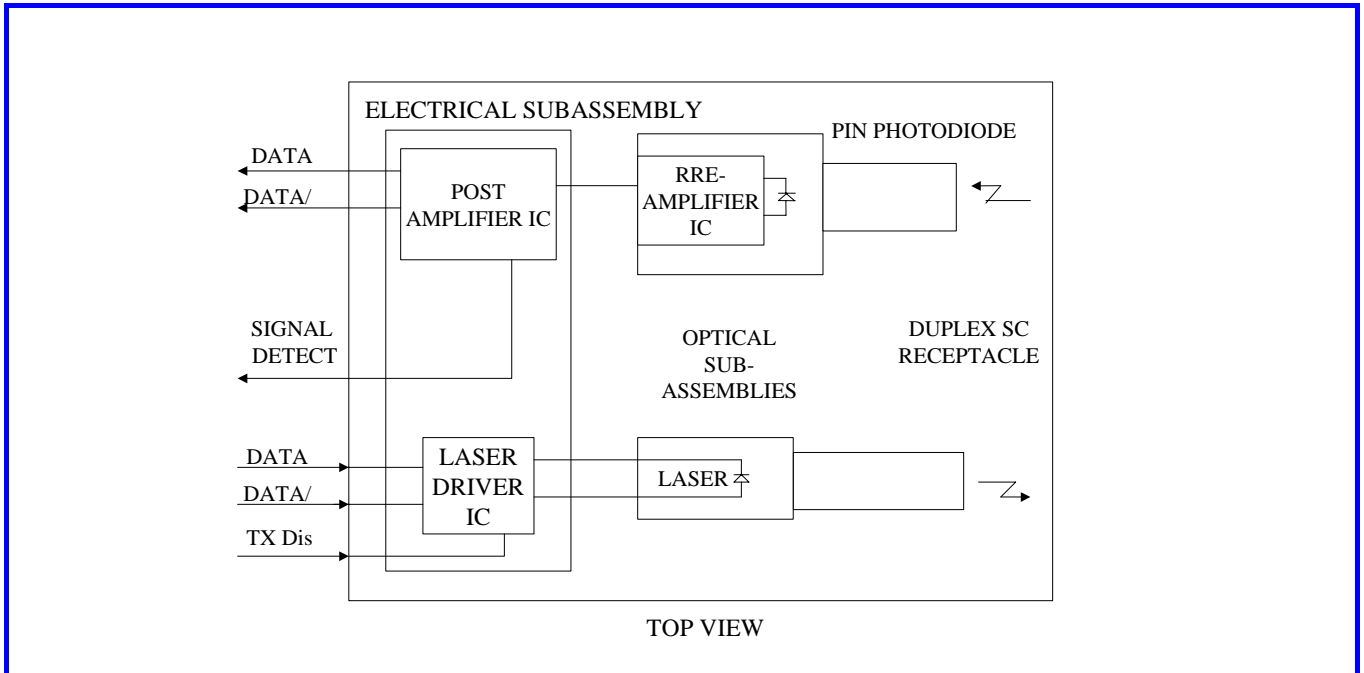 ELECTRICAL SUBASSEMBLY
PIN PHOTODIODE
DATA
DATA/
POST
AMPLIFIER IC
RRE-
AMPLIFIER
IC
SIGNAL
DETECT
OPTICAL
SUB-
ASSEMBLIES
DUPLEX SC
RECEPTACLE
DATA
DATA/
TX Dis
LASER
DRIVER
IC
LASER
TOP VIEW